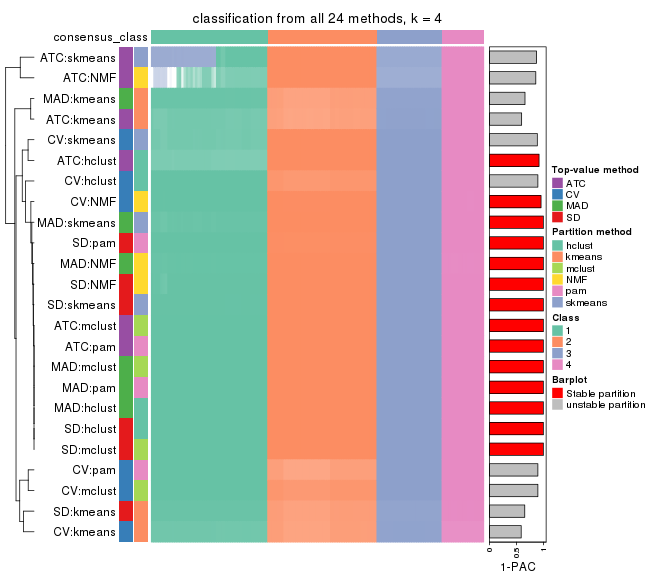 classification from all 24 methods, k = 4
consensus_class
ATC:skmeans
ATC:NMF
MAD:kmeans
ATC:kmeans
CV:skmeans
ATC:hclust
CV:hclust
CV:NMF
MAD:skmeans
SD:pam
MAD:NMF
SD:NMF
SD:skmeans
ATC:mclust
ATC:pam
MAD:mclust
MAD:pam
MAD:hclust
SD:hclust
SD:mclust
CV:pam
CV:mclust
SD:kmeans
CV:kmeans
0
0.5
1
1-PAC
Top-value method
ATC
CV
MAD
SD
Partition method
hclust
kmeans
mclust
NMF
pam
skmeans
Class
1
2
3
4
Barplot
Stable partition
unstable partition